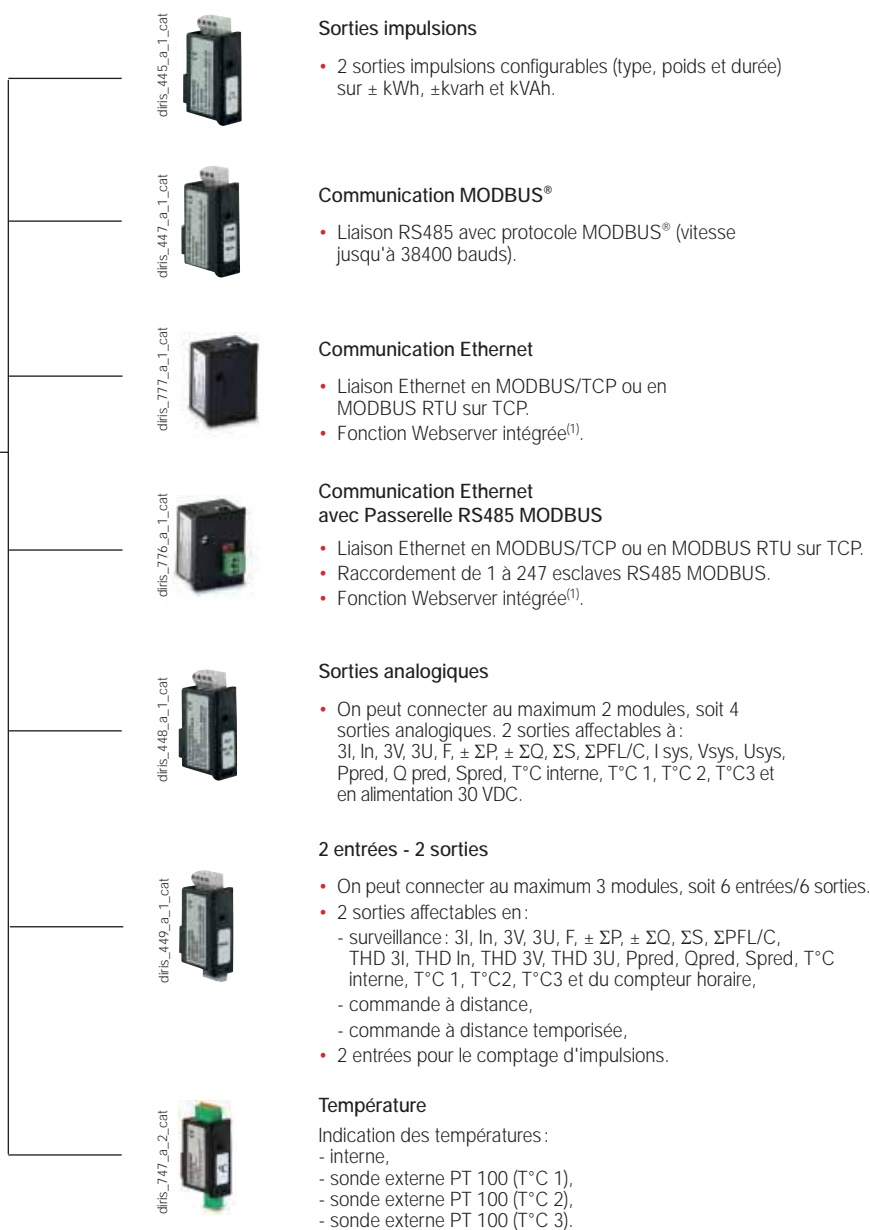 diris_445_a_1_cat
Sorties impulsions
• 2 sorties impulsions configurables (type, poids et durée)
sur ± kWh, ±kvarh et kVAh.
diris_447_a_1_cat
Communication MODBUS®
• Liaison RS485 avec protocole MODBUS® (vitesse
jusqu'à 38400 bauds).
diris_777_a_1_cat
Communication Ethernet
• Liaison Ethernet en MODBUS/TCP ou en
MODBUS RTU sur TCP.
• Fonction Webserver intégrée(1).
diris_776_a_1_cat
Communication Ethernet
avec Passerelle RS485 MODBUS
• Liaison Ethernet en MODBUS/TCP ou en MODBUS RTU sur TCP.
• Raccordement de 1 à 247 esclaves RS485 MODBUS.
• Fonction Webserver intégrée(1).
diris_448_a_1_cat
Sorties analogiques
• On peut connecter au maximum 2 modules, soit 4
sorties analogiques. 2 sorties affectables à :
3I, In, 3V, 3U, F, ± ΣP, ± ΣQ, ΣS, ΣPFL/C, I sys, Vsys, Usys,
Ppred, Q pred, Spred, T°C interne, T°C 1, T°C 2, T°C3 et
en alimentation 30 VDC.
diris_449_a_1_cat
2 entrées - 2 sorties
• On peut connecter au maximum 3 modules, soit 6 entrées/6 sorties.
• 2 sorties affectables en :
- surveillance : 3I, In, 3V, 3U, F, ± ΣP, ± ΣQ, ΣS, ΣPFL/C,
THD 3I, THD In, THD 3V, THD 3U, Ppred, Qpred, Spred, T°C
interne, T°C 1, T°C2, T°C3 et du compteur horaire,
- commande à distance,
- commande à distance temporisée,
• 2 entrées pour le comptage d'impulsions.
diris_747_a_2_cat
Température
Indication des températures :
- interne,
- sonde externe PT 100 (T°C 1),
- sonde externe PT 100 (T°C 2),
- sonde externe PT 100 (T°C 3).